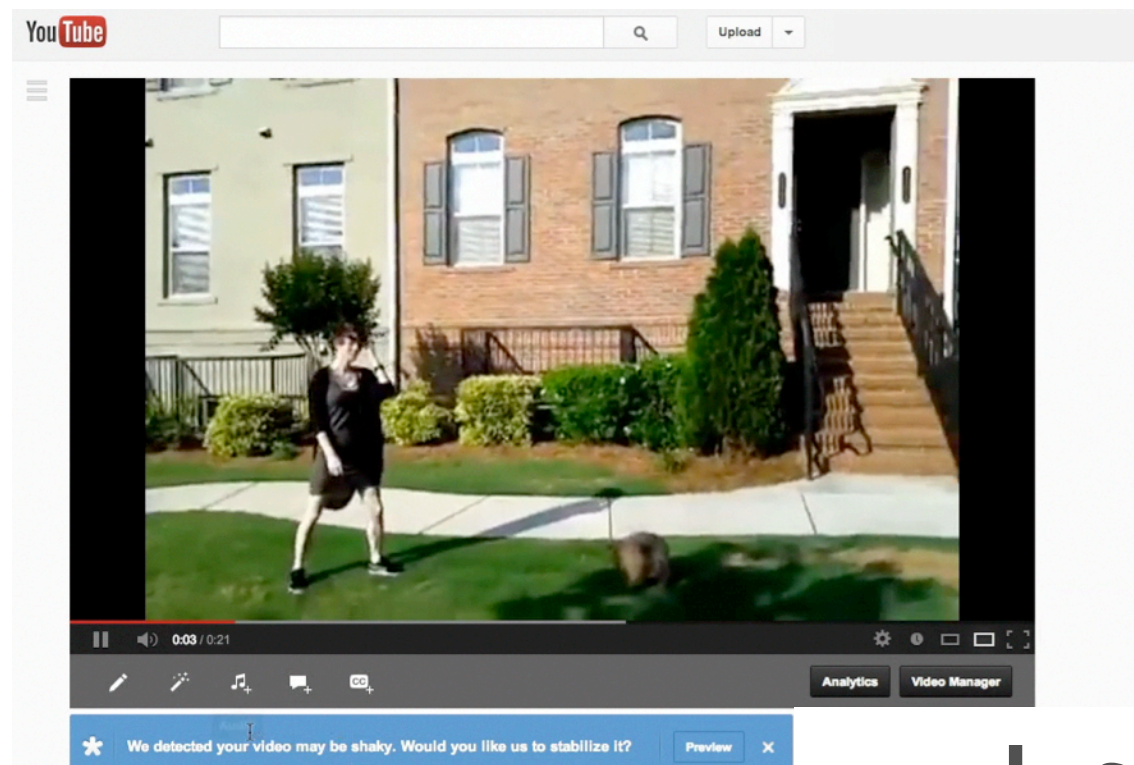 YouTube
Upload
0:03 / 0:21
CC
Analytics Video Manager
We detected your video may be shaky. Would you like us to stabilize it? Preview X